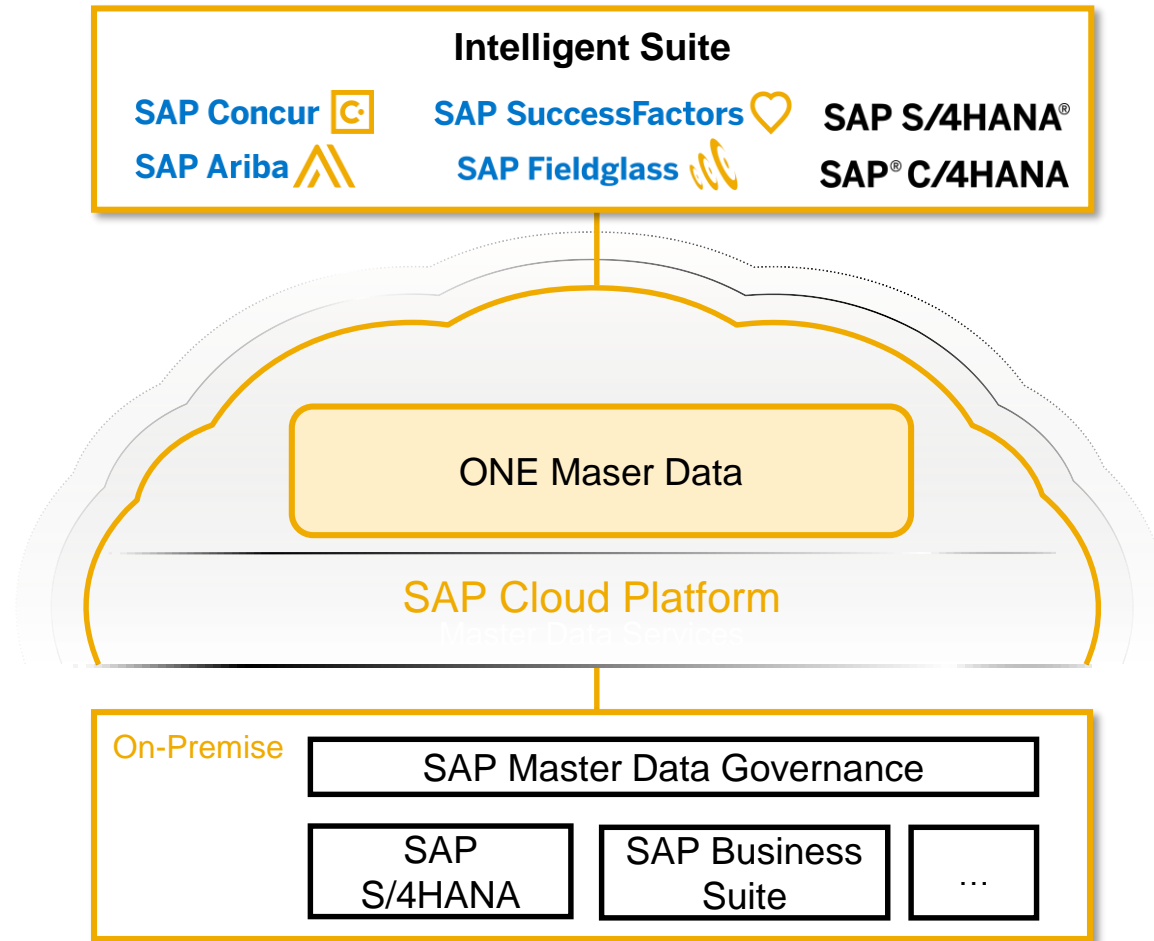 Intelligent Suite
SAP Concur
SAP SuccessFactors
SAP S/4HANA®
SAP Ariba
SAP Fieldglass
SAP® C/4HANA
ONE Maser Data
SAP Cloud Platform
Master Data Services
On-Premise
SAP Master Data Governance
SAP
S/4HANA
SAP Business
Suite
...